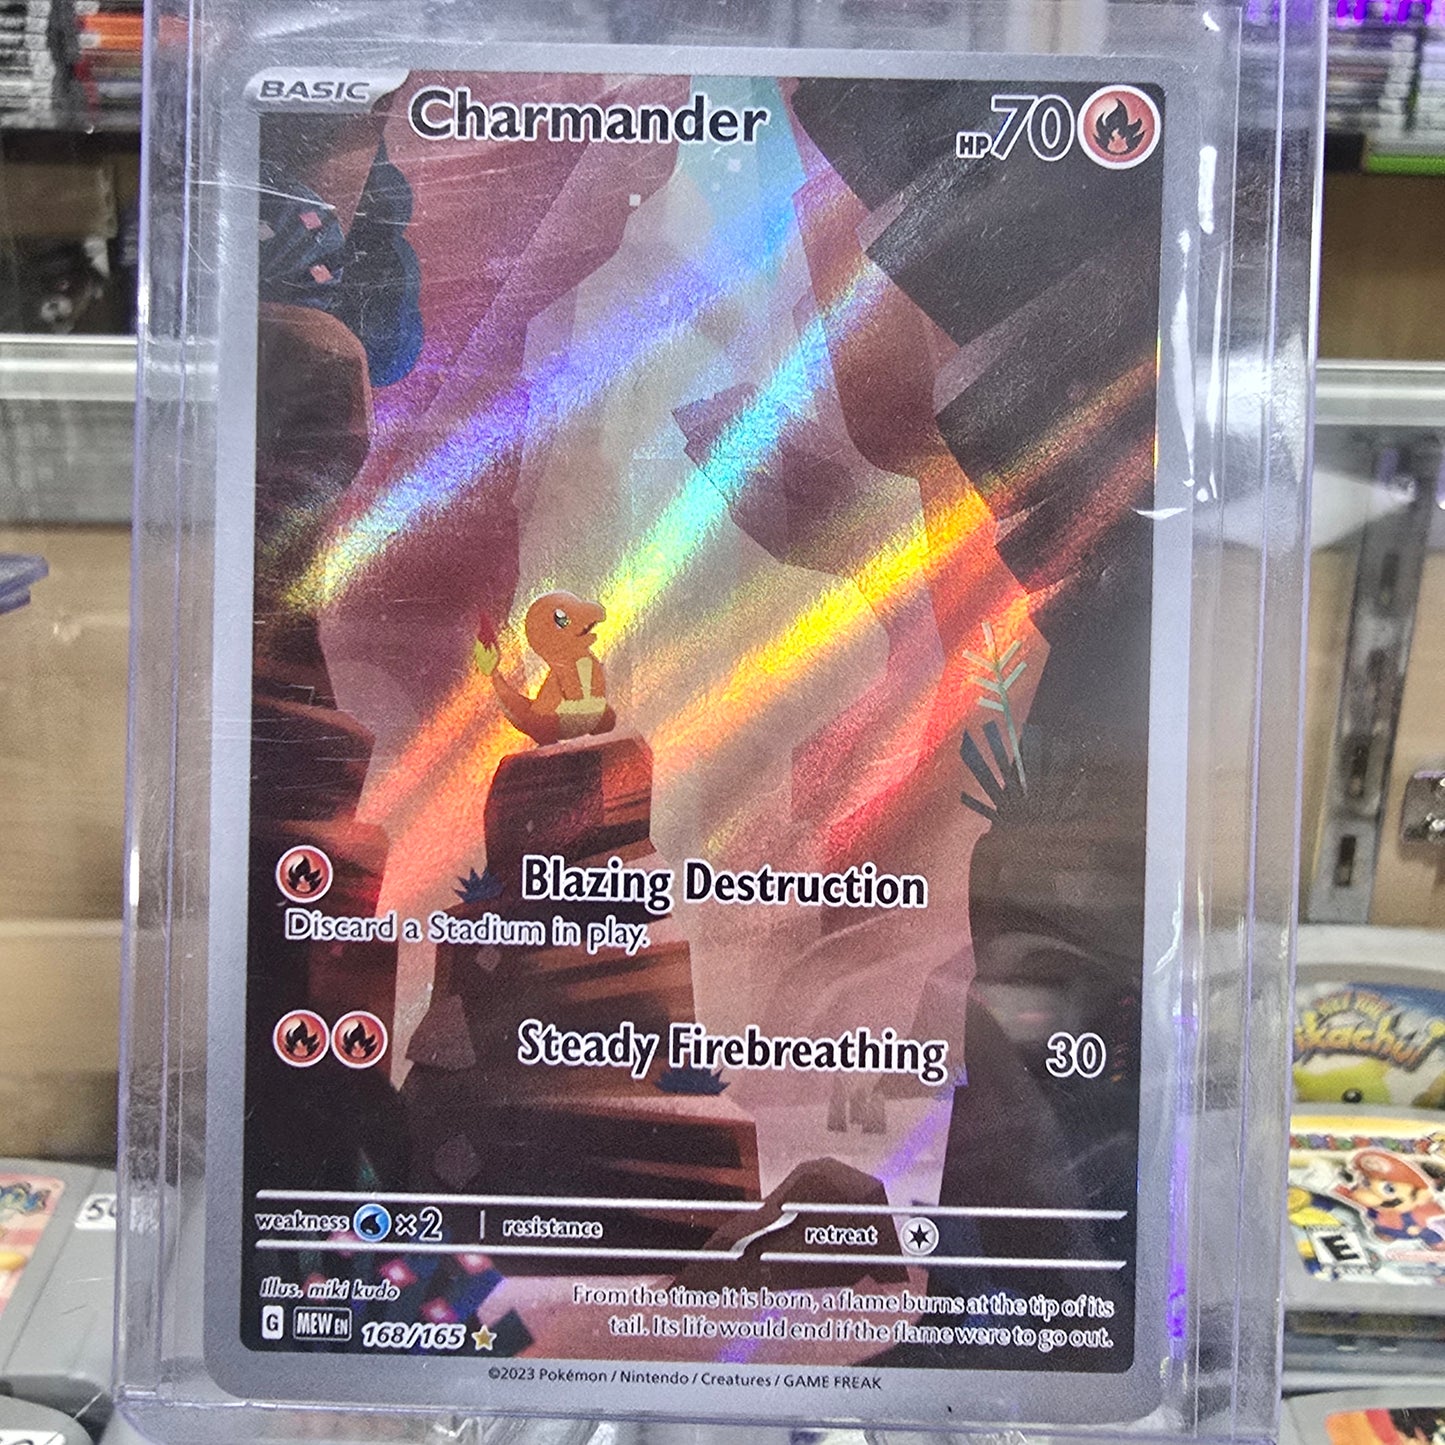 BASIC
Charmander
HP 70
Blazing Destruction
Discard a Stadium in play.
Steady Firebreathing 30
weakness ×2 resistance retreat
Illus. miki kudo
From the time it is born, a flame burns at the tip of its
tail. Its life would end if the flame were to go out.
G MEW EN 168/165
©2023 Pokémon / Nintendo / Creatures / GAME FREAK
E